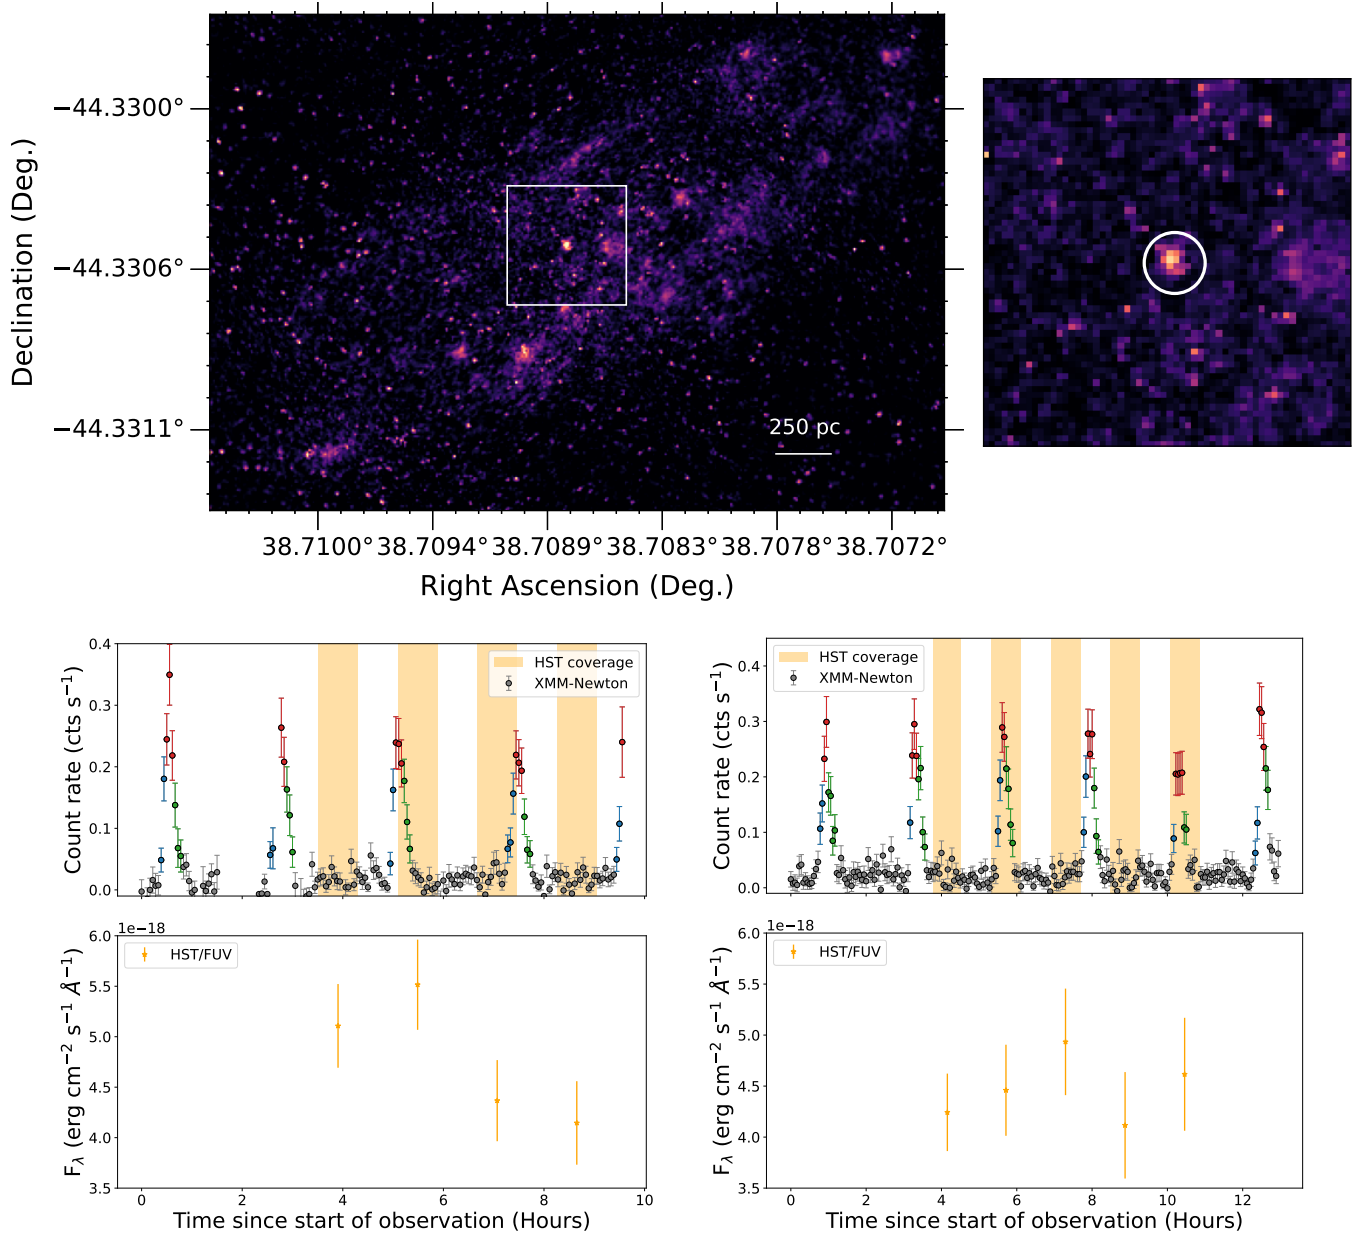 Declination (Deg.)
−44.3300°
−44.3306°
−44.3311°
250 pc
38.7100° 38.7094° 38.7089° 38.7083° 38.7078° 38.7072°
Right Ascension (Deg.)
Count rate (cts s⁻¹)
0.4
0.3
0.2
0.1
0.0
HST coverage
XMM-Newton
Count rate (cts s⁻¹)
0.4
0.3
0.2
0.1
0.0
HST coverage
XMM-Newton
F_λ (erg cm⁻² s⁻¹ Å⁻¹)
1e−18
6.0
5.5
5.0
4.5
4.0
3.5
HST/FUV
0 2 4 6 8 10
Time since start of observation (Hours)
F_λ (erg cm⁻² s⁻¹ Å⁻¹)
1e−18
6.0
5.5
5.0
4.5
4.0
3.5
HST/FUV
0 2 4 6 8 10 12
Time since start of observation (Hours)